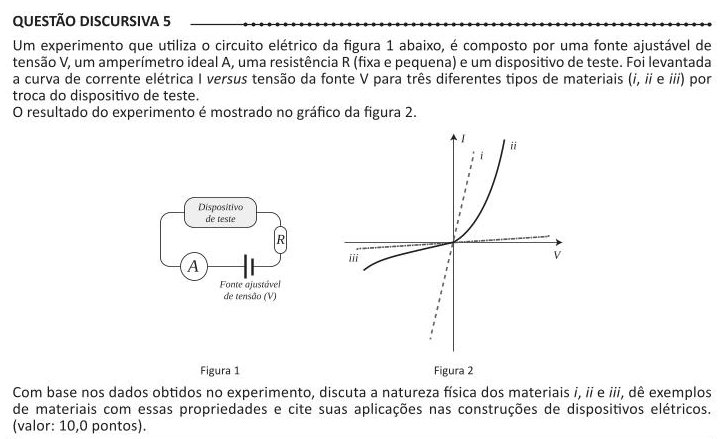 QUESTÃO DISCURSIVA 5
Um experimento que utiliza o circuito elétrico da figura 1 abaixo, é composto por uma fonte ajustável de
tensão V, um amperímetro ideal A, uma resistência R (fixa e pequena) e um dispositivo de teste. Foi levantada
a curva de corrente elétrica I versus tensão da fonte V para três diferentes tipos de materiais (i, ii e iii) por
troca do dispositivo de teste.
O resultado do experimento é mostrado no gráfico da figura 2.
Dispositivo
de teste
R
A
Fonte ajustável
de tensão (V)
I
i
ii
iii
V
Figura 1
Figura 2
Com base nos dados obtidos no experimento, discuta a natureza física dos materiais i, ii e iii, dê exemplos
de materiais com essas propriedades e cite suas aplicações nas construções de dispositivos elétricos.
(valor: 10,0 pontos).